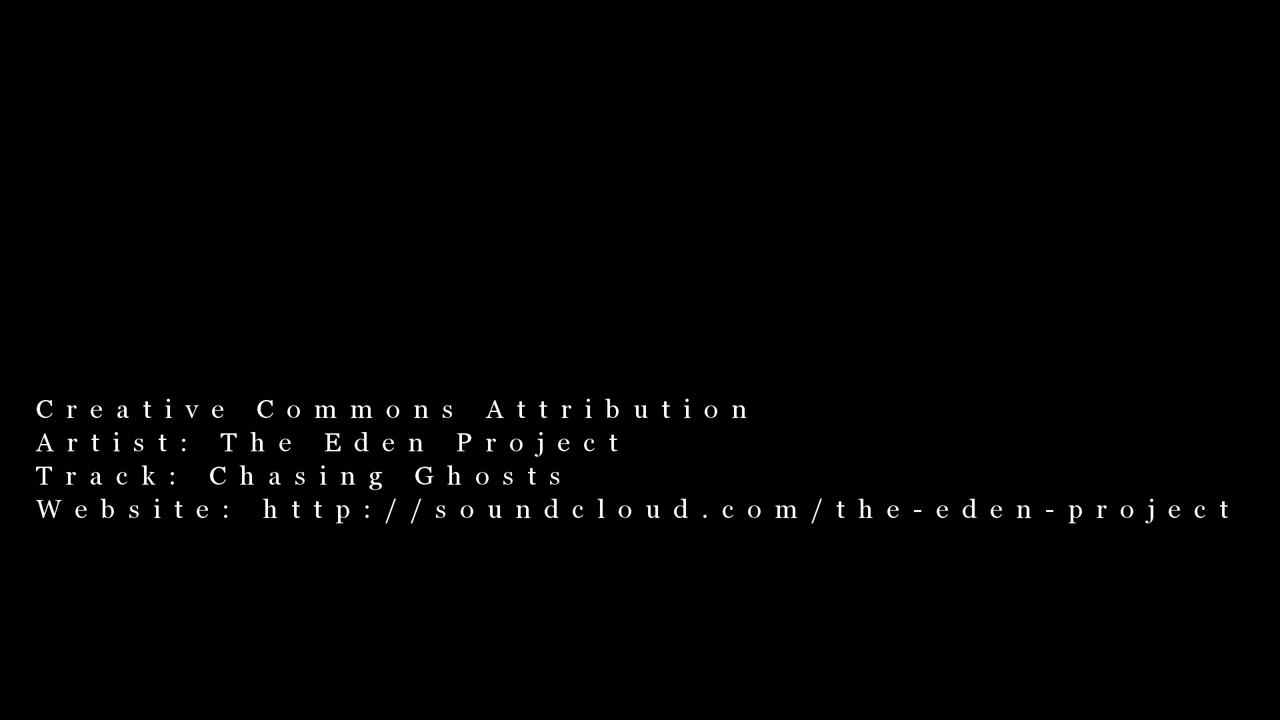 Creative Commons Attribution
Artist: The Eden Project
Track: Chasing Ghosts
Website: http://soundcloud.com/the-eden-project